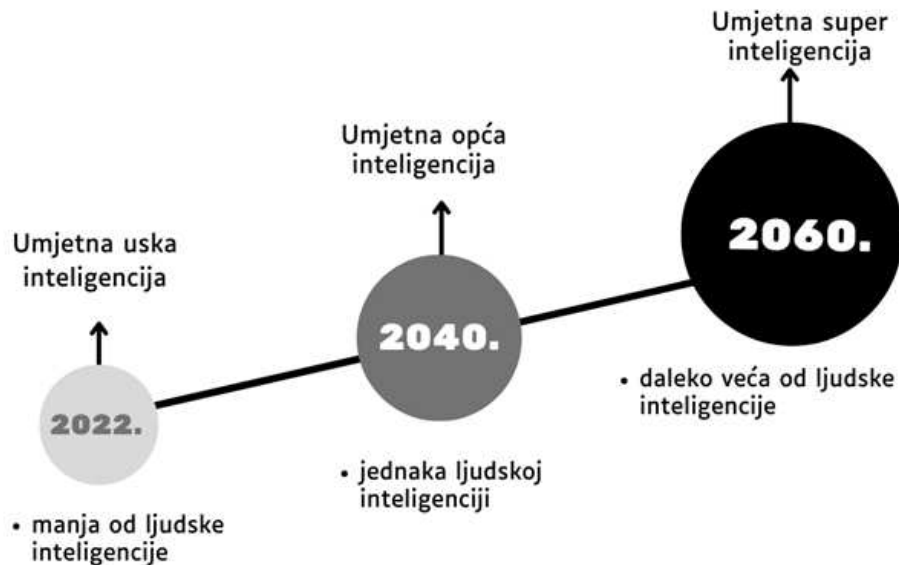 Umjetna uska
inteligencija
2022.
• manja od ljudske
inteligencije
Umjetna opća
inteligencija
2040.
• jednaka ljudskoj
inteligenciji
Umjetna super
inteligencija
2060.
• daleko veća od ljudske
inteligencije